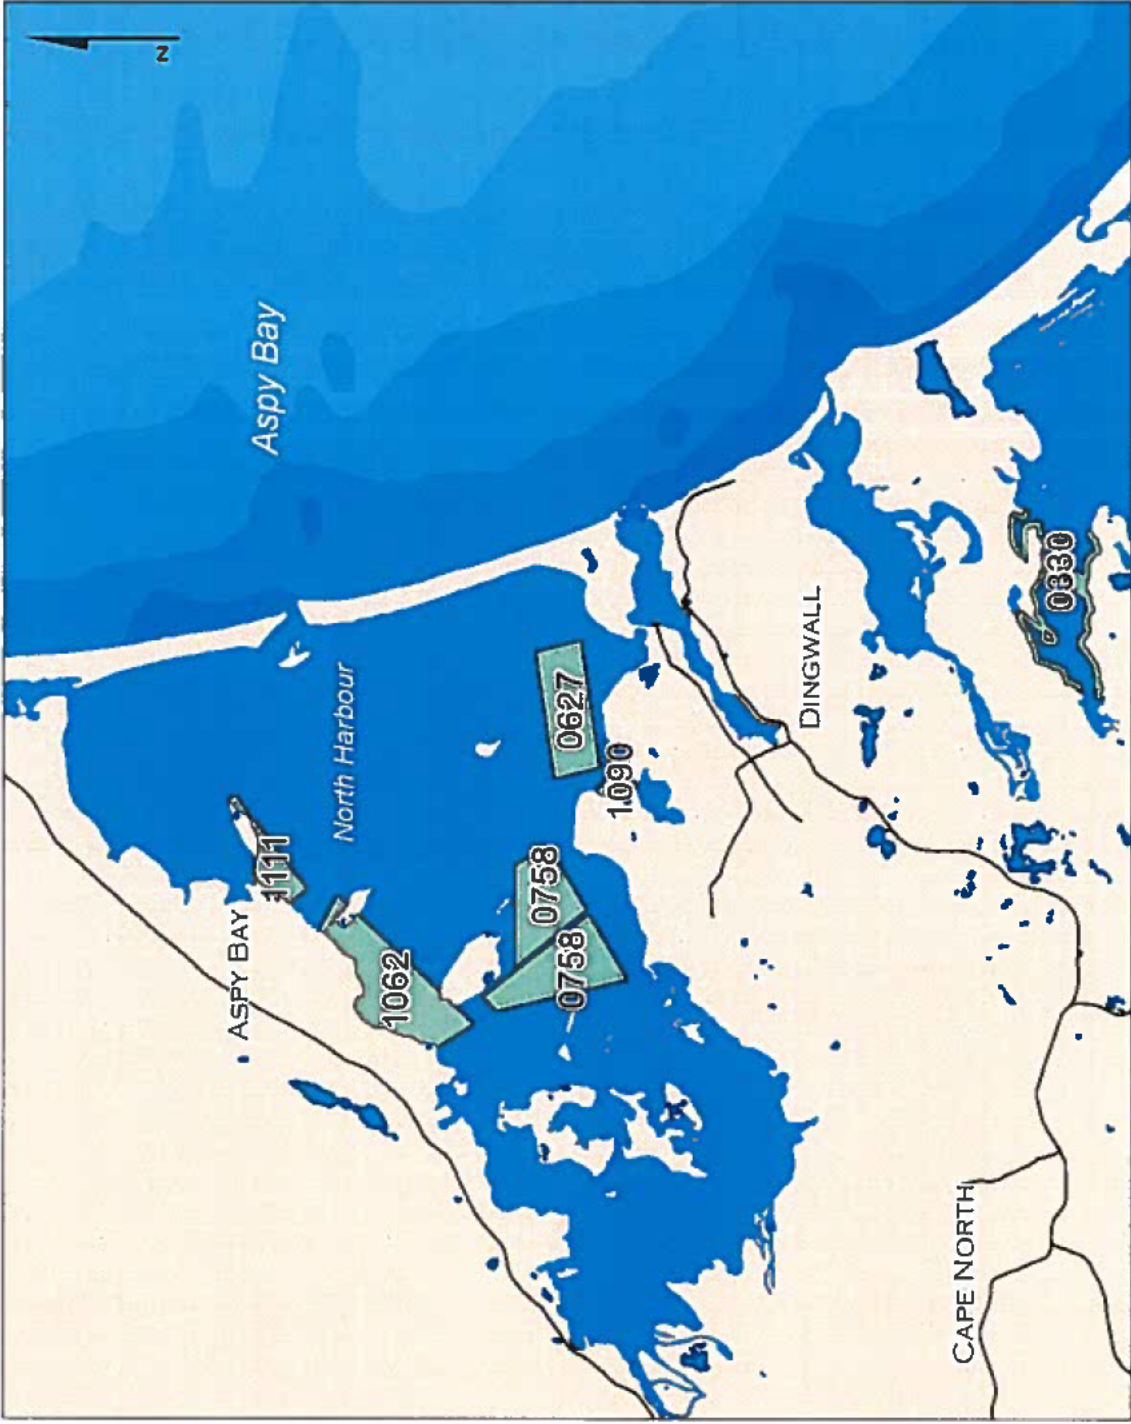 N
Aspy Bay
ASPY BAY
1111
North Harbour
1062
0758
0758
0627
1090
DINGWALL
CAPE NORTH
0330